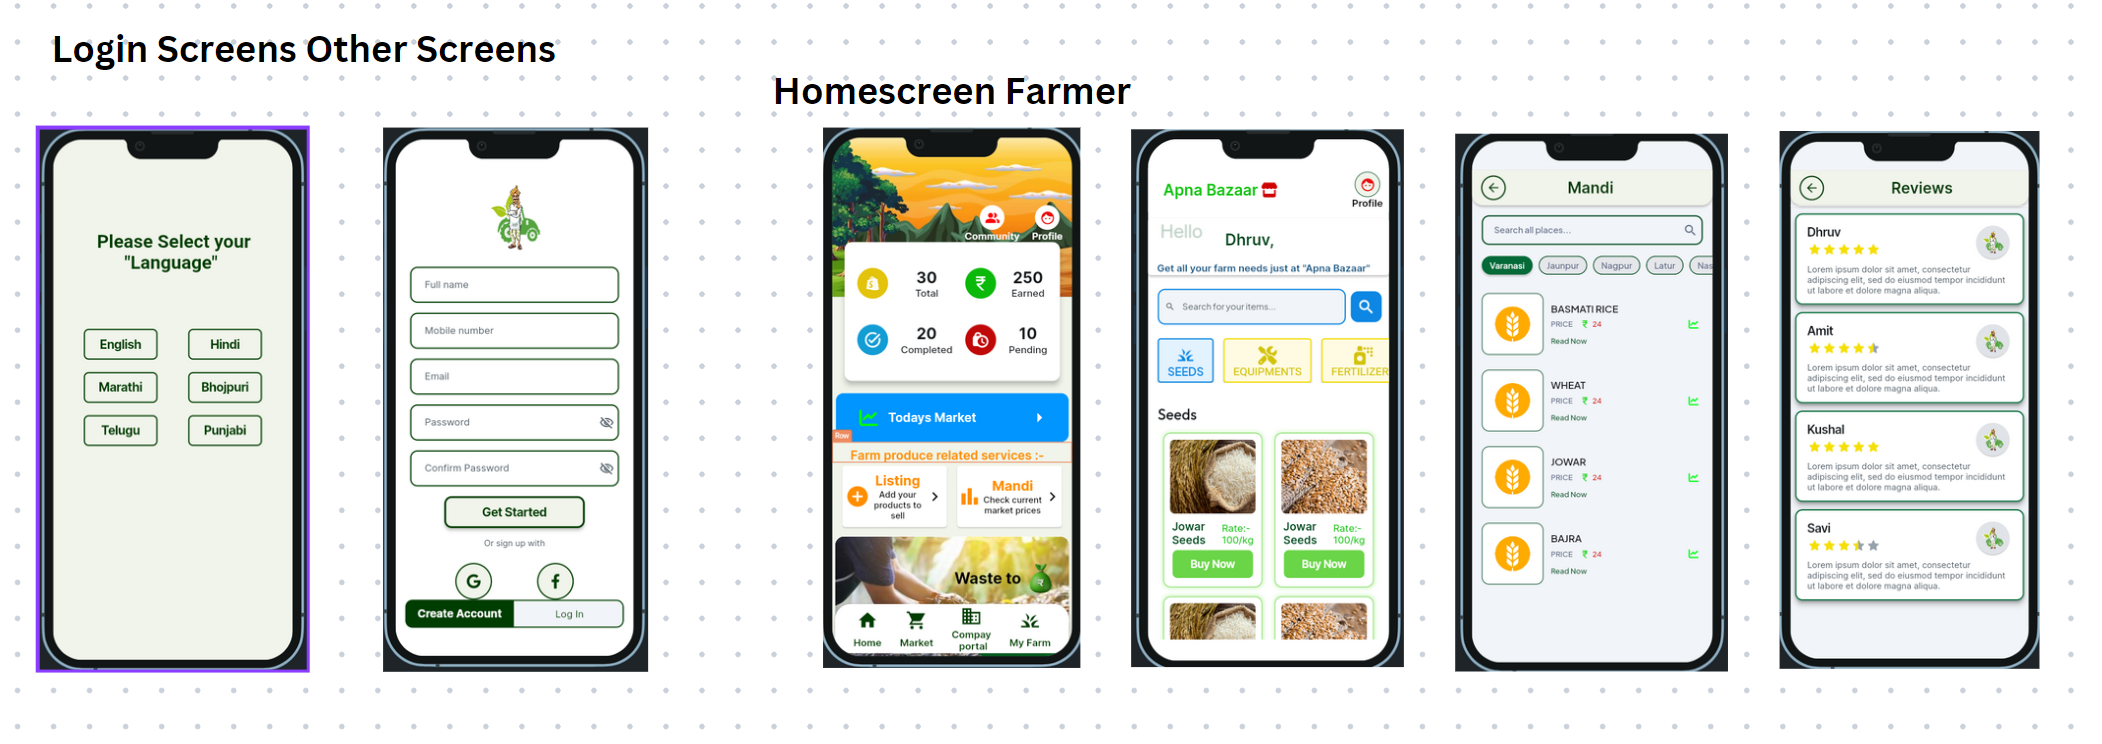 Login Screens Other Screens
Homescreen Farmer
Please Select your
"Language"
English
Hindi
Marathi
Bhojpuri
Telugu
Punjabi
Full name
Mobile number
Email
Password
Confirm Password
Get Started
Or sign up with
G
f
Create Account
Log In
Community
Profile
30
Total
₹
250
Earned
20
Completed
10
Pending
Todays Market
Row
Farm produce related services :-
Listing
Add your
products to
sell
Mandi
Check current
market prices
Waste to
Home
Market
Compay
portal
My Farm
Apna Bazaar
Profile
Hello
Dhruv,
Get all your farm needs just at "Apna Bazaar"
Search for your items...
SEEDS
EQUIPMENTS
FERTILIZER
Seeds
Jowar
Seeds
Rate:-
100/kg
Buy Now
Jowar
Seeds
Rate:-
100/kg
Buy Now
Mandi
Search all places...
Varanasi
Jaunpur
Nagpur
Latur
Nas
BASMATI RICE
PRICE ₹ 24
Read Now
WHEAT
PRICE ₹ 24
Read Now
JOWAR
PRICE ₹ 24
Read Now
BAJRA
PRICE ₹ 24
Read Now
Reviews
Dhruv
Lorem ipsum dolor sit amet, consectetur
adipiscing elit, sed do eiusmod tempor incididunt
ut labore et dolore magna aliqua.
Amit
Lorem ipsum dolor sit amet, consectetur
adipiscing elit, sed do eiusmod tempor incididunt
ut labore et dolore magna aliqua.
Kushal
Lorem ipsum dolor sit amet, consectetur
adipiscing elit, sed do eiusmod tempor incididunt
ut labore et dolore magna aliqua.
Savi
Lorem ipsum dolor sit amet, consectetur
adipiscing elit, sed do eiusmod tempor incididunt
ut labore et dolore magna aliqua.